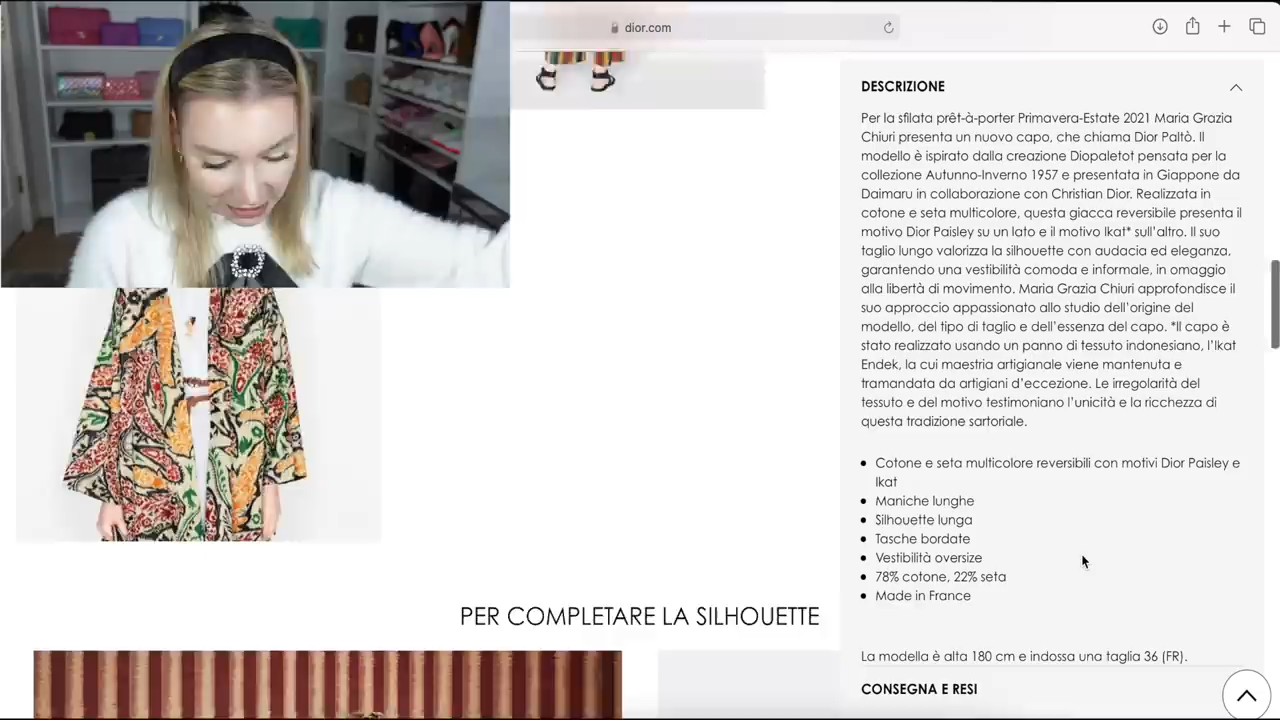 dior.com
DESCRIZIONE
Per la sfilata prêt-à-porter Primavera-Estate 2021 Maria Grazia
Chiuri presenta un nuovo capo, che chiama Dior Paltò. Il
modello è ispirato dalla creazione Diopaletot pensata per la
collezione Autunno-Inverno 1957 e presentata in Giappone da
Daimaru in collaborazione con Christian Dior. Realizzata in
cotone e seta multicolore, questa giacca reversibile presenta il
motivo Dior Paisley su un lato e il motivo Ikat* sull'altro. Il suo
taglio lungo valorizza la silhouette con audacia ed eleganza,
garantendo una vestibilità comoda e informale, in omaggio
alla libertà di movimento. Maria Grazia Chiuri approfondisce il
suo approccio appassionato allo studio dell'origine del
modello, del tipo di taglio e dell'essenza del capo. *Il capo è
stato realizzato usando un panno di tessuto indonesiano, l'Ikat
Endek, la cui maestria artigianale viene mantenuta e
tramandata da artigiani d'eccezione. Le irregolarità del
tessuto e del motivo testimoniano l'unicità e la ricchezza di
questa tradizione sartoriale.
• Cotone e seta multicolore reversibili con motivi Dior Paisley e
Ikat
• Maniche lunghe
• Silhouette lunga
• Tasche bordate
• Vestibilità oversize
• 78% cotone, 22% seta
• Made in France
La modella è alta 180 cm e indossa una taglia 36 (FR).
CONSEGNA E RESI
PER COMPLETARE LA SILHOUETTE